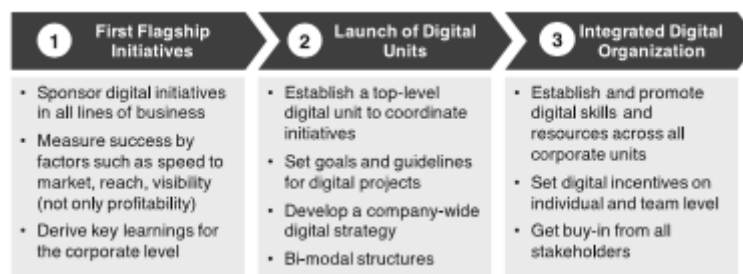 1
First Flagship
Initiatives
• Sponsor digital initiatives
in all lines of business
• Measure success by
factors such as speed to
market, reach, visibility
(not only profitability)
• Derive key learnings for
the corporate level
2
Launch of Digital
Units
• Establish a top-level
digital unit to coordinate
initiatives
• Set goals and guidelines
for digital projects
• Develop a company-wide
digital strategy
• Bi-modal structures
3
Integrated Digital
Organization
• Establish and promote
digital skills and
resources across all
corporate units
• Set digital incentives on
individual and team level
• Get buy-in from all
stakeholders